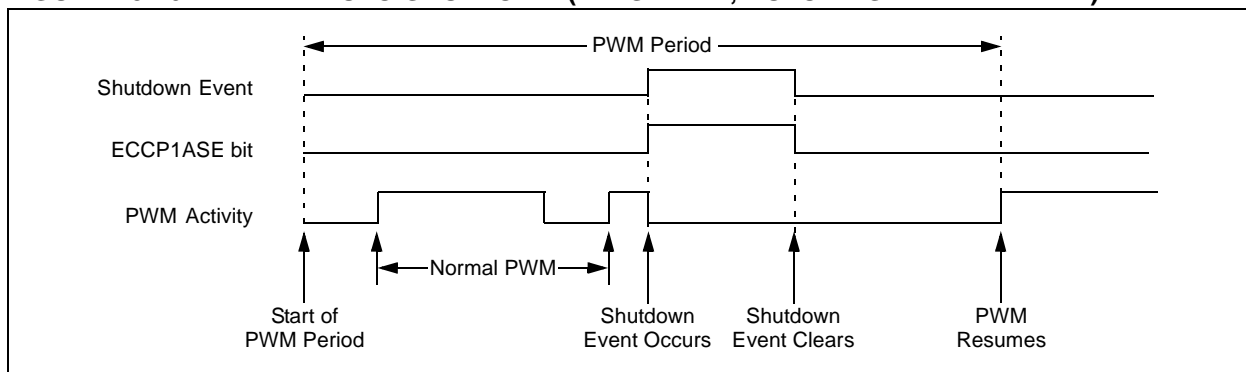 PWM Period
Shutdown Event
ECCP1ASE bit
PWM Activity
Normal PWM
Start of
PWM Period
Shutdown
Event Occurs
Shutdown
Event Clears
PWM
Resumes